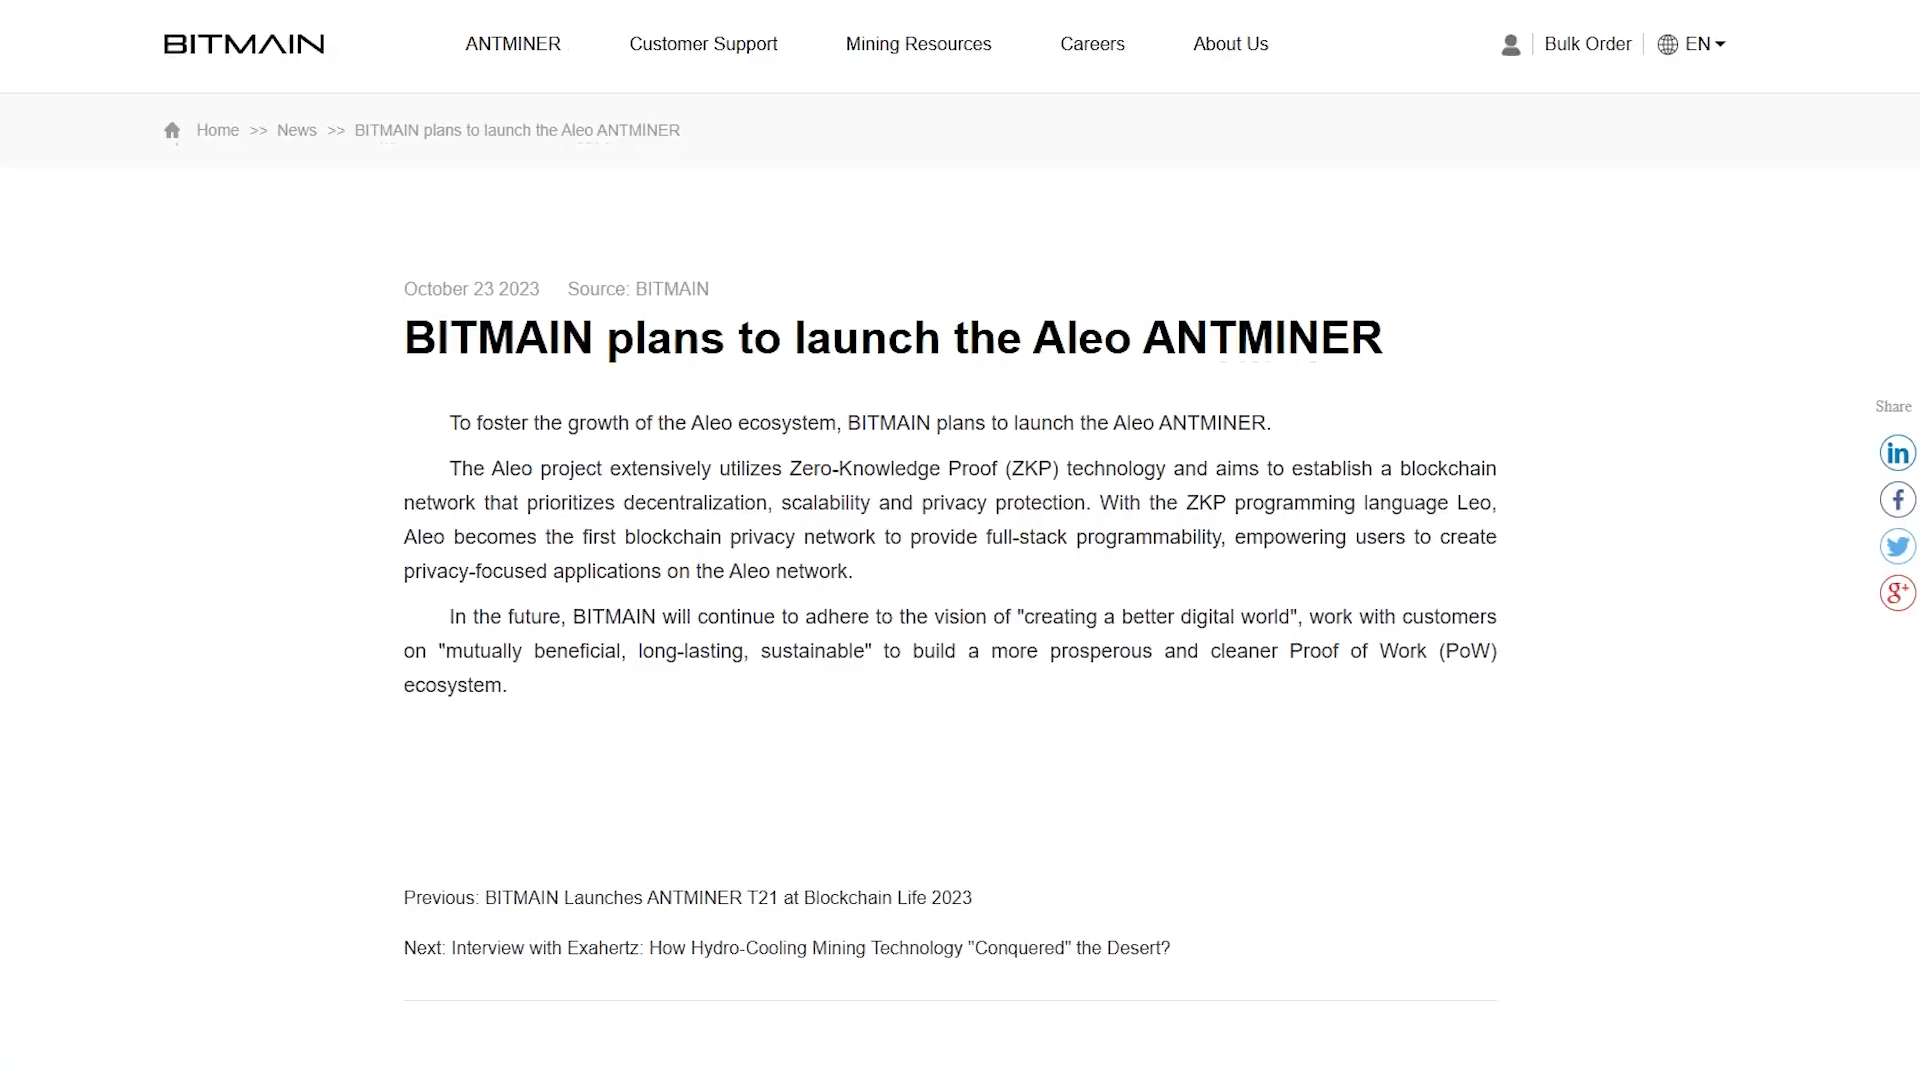 BITMAIN
ANTMINER
Customer Support
Mining Resources
Careers
About Us
Bulk Order
EN
Home >> News >> BITMAIN plans to launch the Aleo ANTMINER
October 23 2023 Source: BITMAIN
BITMAIN plans to launch the Aleo ANTMINER
To foster the growth of the Aleo ecosystem, BITMAIN plans to launch the Aleo ANTMINER.
The Aleo project extensively utilizes Zero-Knowledge Proof (ZKP) technology and aims to establish a blockchain
network that prioritizes decentralization, scalability and privacy protection. With the ZKP programming language Leo,
Aleo becomes the first blockchain privacy network to provide full-stack programmability, empowering users to create
privacy-focused applications on the Aleo network.
In the future, BITMAIN will continue to adhere to the vision of "creating a better digital world", work with customers
on "mutually beneficial, long-lasting, sustainable" to build a more prosperous and cleaner Proof of Work (PoW)
ecosystem.
Share
in
f
g+
Previous: BITMAIN Launches ANTMINER T21 at Blockchain Life 2023
Next: Interview with Exahertz: How Hydro-Cooling Mining Technology "Conquered" the Desert?